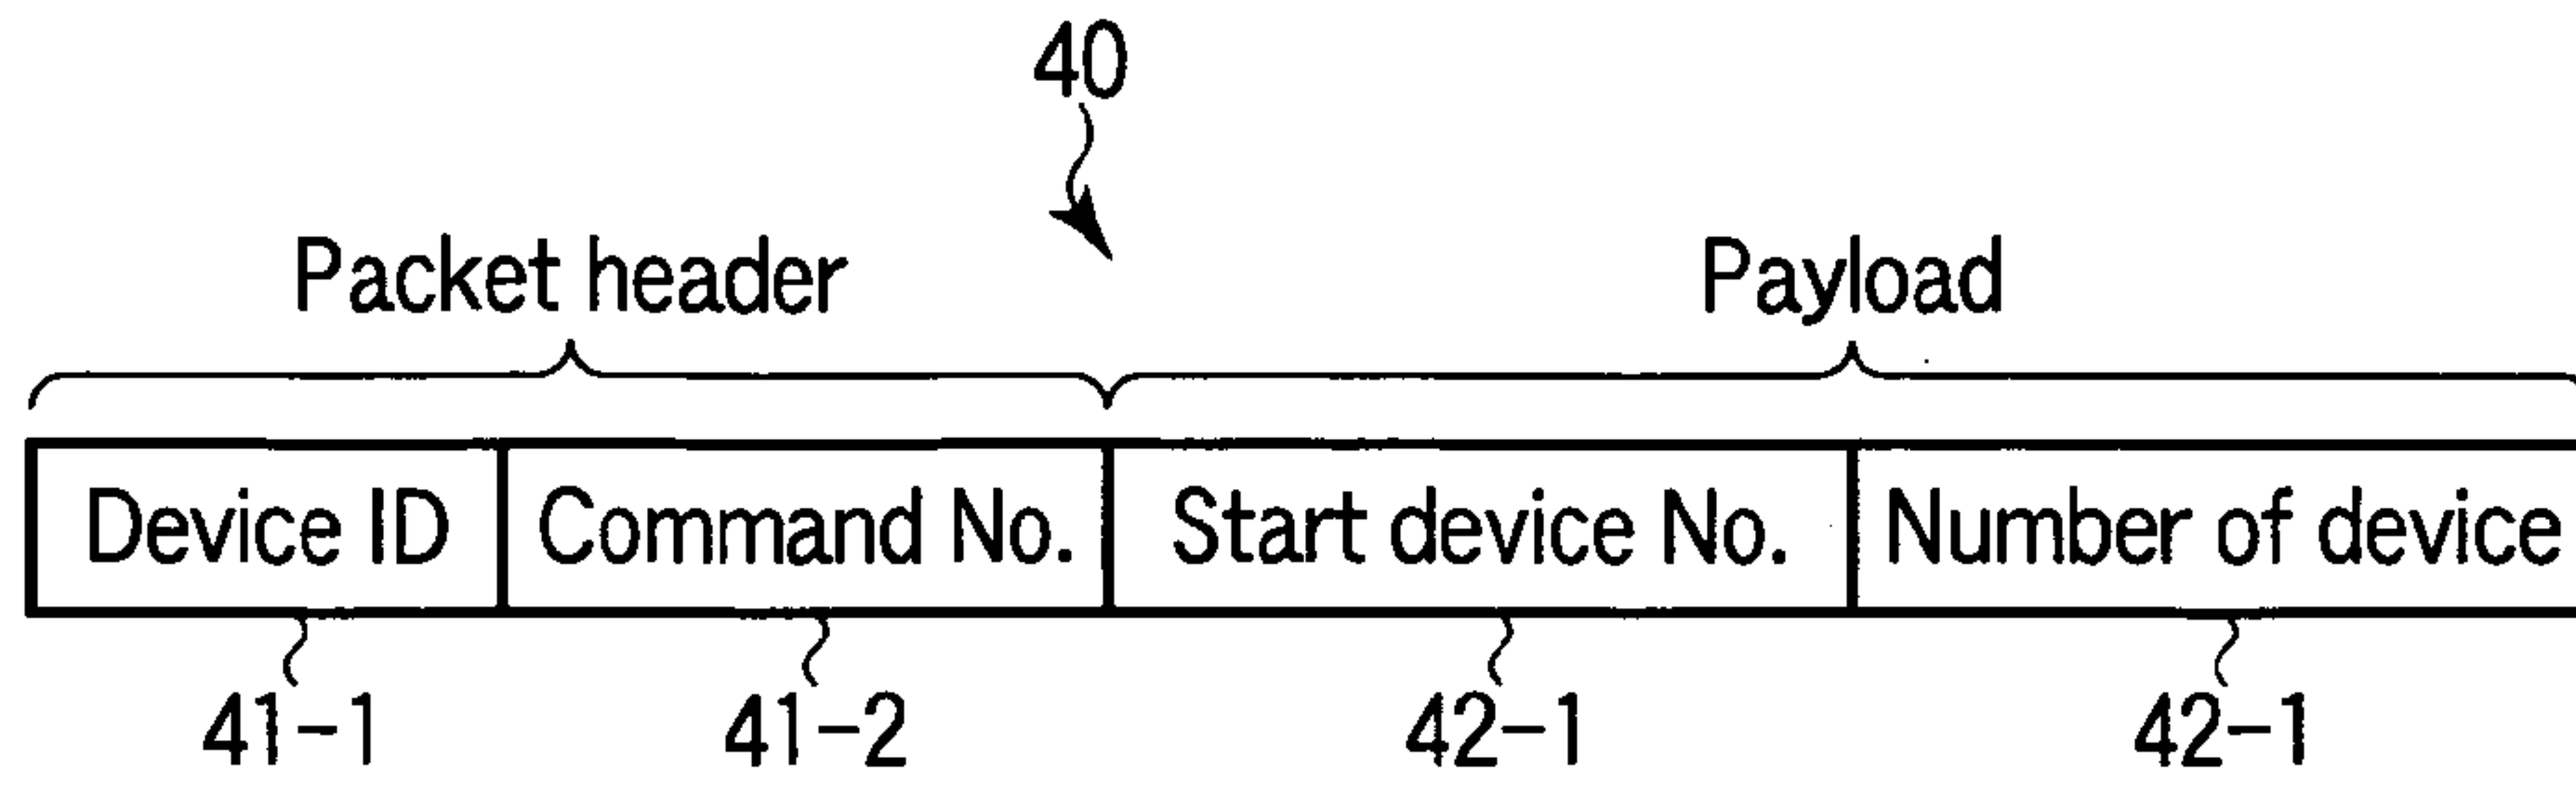 40
Packet header Payload
Device ID Command No. Start device No. Number of device
41-1 41-2 42-1 42-1